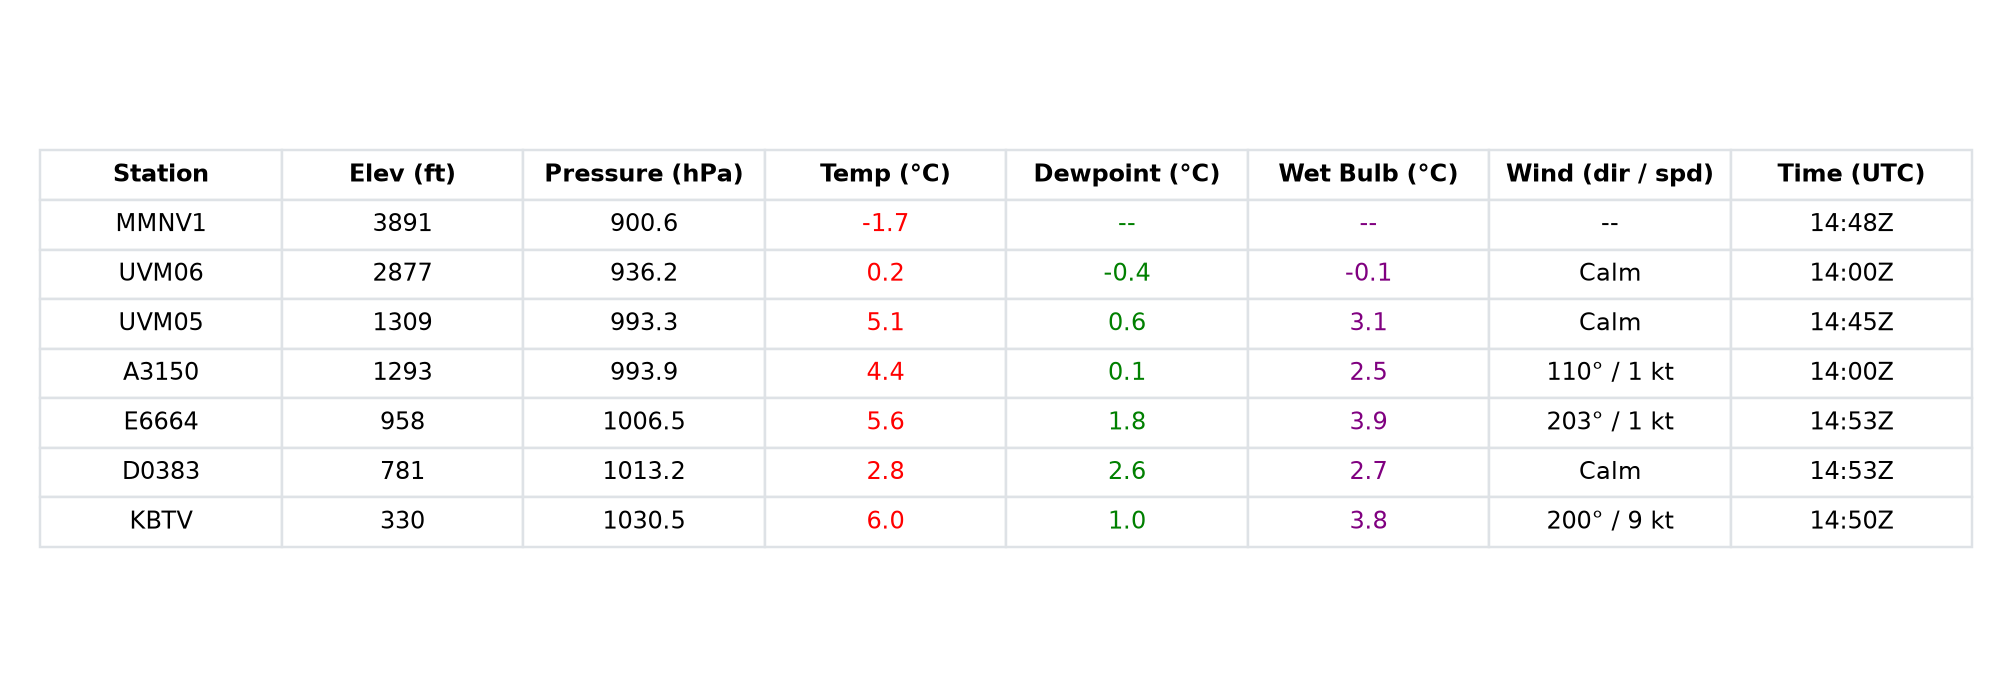 Station Elev (ft) Pressure (hPa) Temp (°C) Dewpoint (°C) Wet Bulb (°C) Wind (dir / spd) Time (UTC)
MMNV1 3891 900.6 -1.7 -- -- -- 14:48Z
UVM06 2877 936.2 0.2 -0.4 -0.1 Calm 14:00Z
UVM05 1309 993.3 5.1 0.6 3.1 Calm 14:45Z
A3150 1293 993.9 4.4 0.1 2.5 110° / 1 kt 14:00Z
E6664 958 1006.5 5.6 1.8 3.9 203° / 1 kt 14:53Z
D0383 781 1013.2 2.8 2.6 2.7 Calm 14:53Z
KBTV 330 1030.5 6.0 1.0 3.8 200° / 9 kt 14:50Z